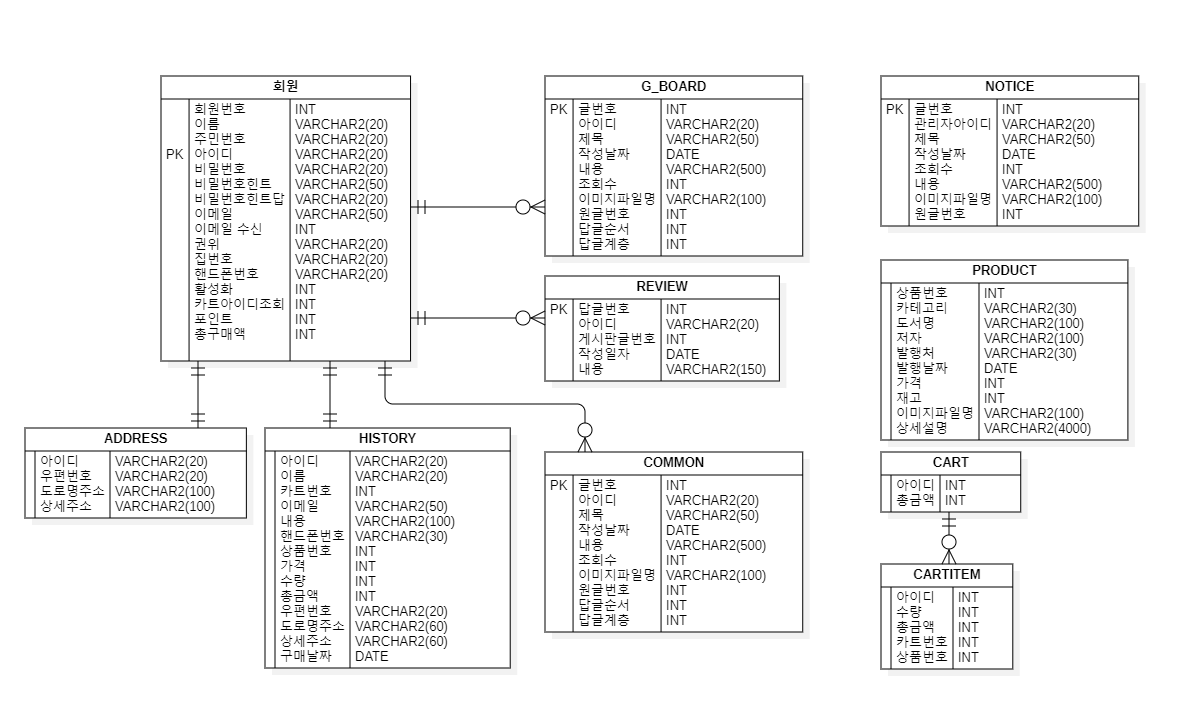 회원
회원번호 INT
이름 VARCHAR2(20)
주민번호 VARCHAR2(20)
PK 아이디 VARCHAR2(20)
비밀번호 VARCHAR2(20)
비밀번호힌트 VARCHAR2(50)
비밀번호힌트답 VARCHAR2(20)
이메일 VARCHAR2(50)
이메일 수신 INT
권위 VARCHAR2(20)
집번호 VARCHAR2(20)
핸드폰번호 VARCHAR2(20)
활성화 INT
카트아이디조회 INT
포인트 INT
총구매액 INT
G_BOARD
PK 글번호 INT
아이디 VARCHAR2(20)
제목 VARCHAR2(50)
작성날짜 DATE
내용 VARCHAR2(500)
조회수 INT
이미지파일명 VARCHAR2(100)
원글번호 INT
답글순서 INT
답글계층 INT
NOTICE
PK 글번호 INT
관리자아이디 VARCHAR2(20)
제목 VARCHAR2(50)
작성날짜 DATE
조회수 INT
내용 VARCHAR2(500)
이미지파일명 VARCHAR2(100)
원글번호 INT
REVIEW
PK 답글번호 INT
아이디 VARCHAR2(20)
게시판글번호 INT
작성일자 DATE
내용 VARCHAR2(150)
PRODUCT
상품번호 INT
카테고리 VARCHAR2(30)
도서명 VARCHAR2(100)
저자 VARCHAR2(100)
발행처 VARCHAR2(30)
발행날짜 DATE
가격 INT
재고 INT
이미지파일명 VARCHAR2(100)
상세설명 VARCHAR2(4000)
ADDRESS
아이디 VARCHAR2(20)
우편번호 VARCHAR2(20)
도로명주소 VARCHAR2(100)
상세주소 VARCHAR2(100)
HISTORY
아이디 VARCHAR2(20)
이름 VARCHAR2(20)
카트번호 INT
이메일 VARCHAR2(50)
내용 VARCHAR2(100)
핸드폰번호 VARCHAR2(30)
상품번호 INT
가격 INT
수량 INT
총금액 INT
우편번호 VARCHAR2(20)
도로명주소 VARCHAR2(60)
상세주소 VARCHAR2(60)
구매날짜 DATE
COMMON
PK 글번호 INT
아이디 VARCHAR2(20)
제목 VARCHAR2(50)
작성날짜 DATE
내용 VARCHAR2(500)
조회수 INT
이미지파일명 VARCHAR2(100)
원글번호 INT
답글순서 INT
답글계층 INT
CART
아이디 INT
총금액 INT
CARTITEM
아이디 INT
수량 INT
총금액 INT
카트번호 INT
상품번호 INT